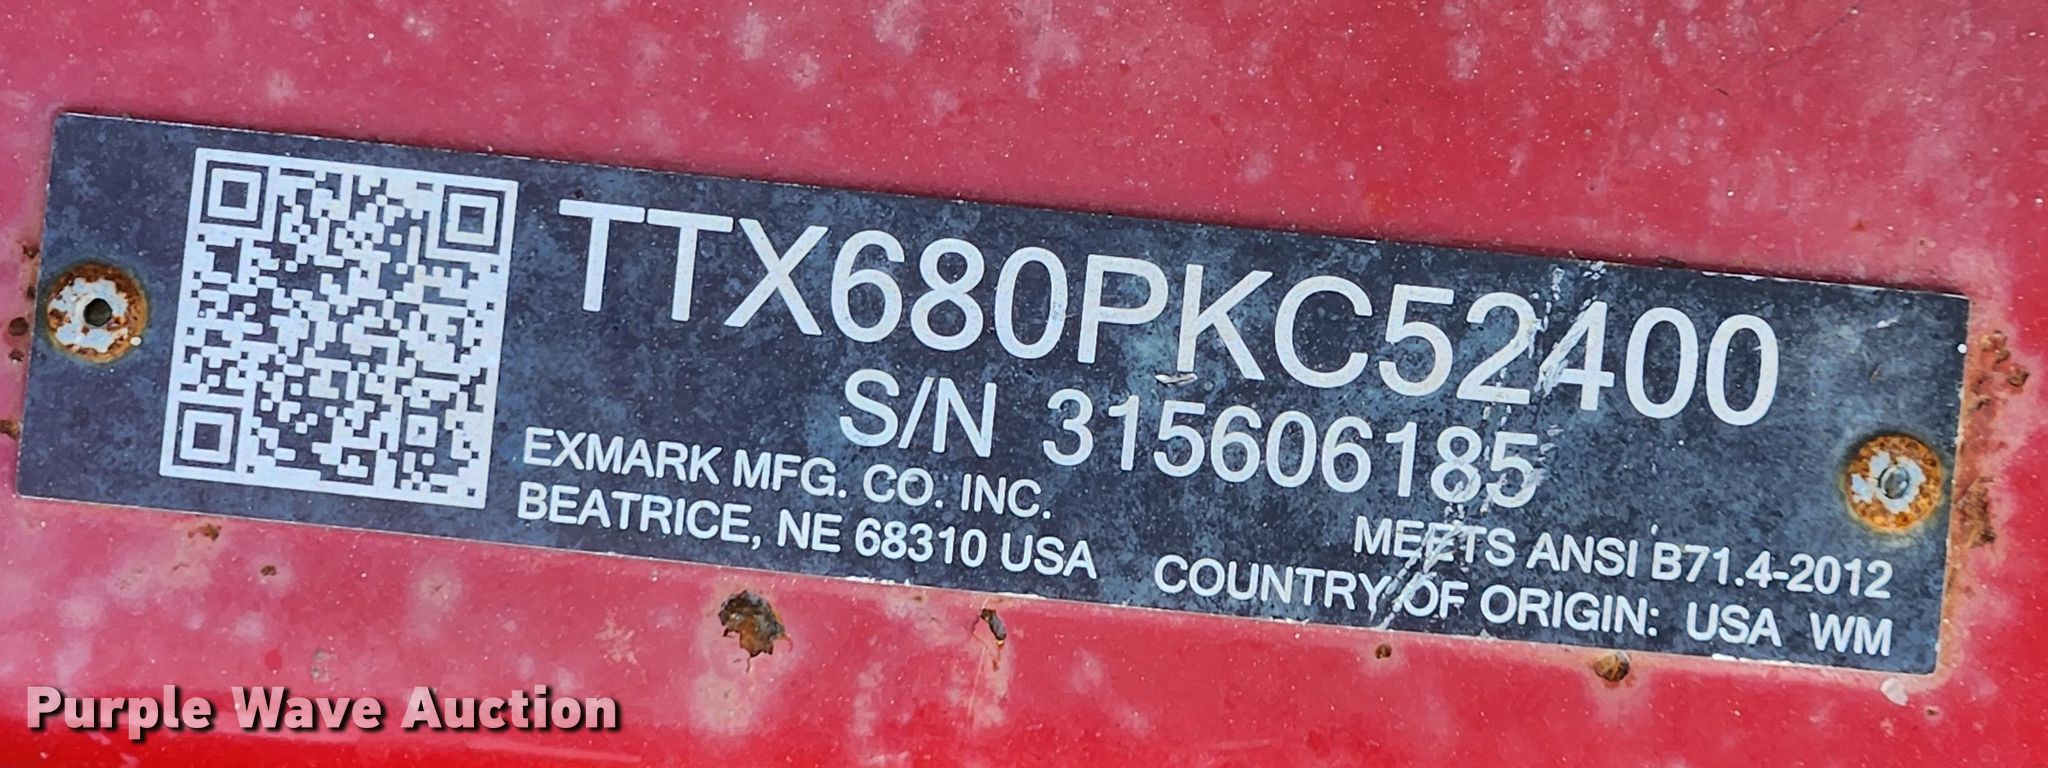 TTX680PKC52400
S/N 315606185
EXMARK MFG. CO. INC.
BEATRICE, NE 68310 USA
MEETS ANSI B71.4-2012
COUNTRY OF ORIGIN: USA WM
Purple Wave Auction